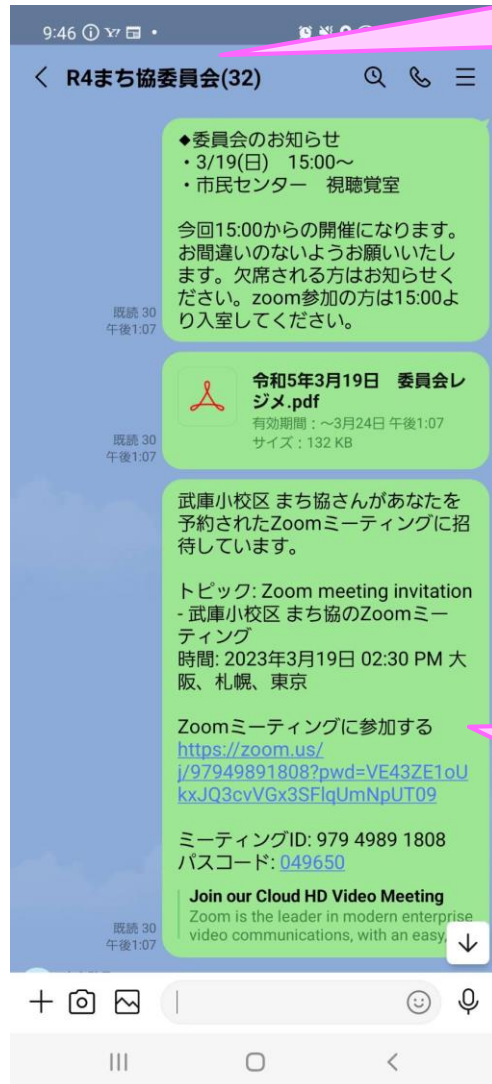 9:46
R4まち協委員会(32)
◆委員会のお知らせ
・3/19(日) 15:00～
・市民センター 視聴覚室
今回15:00からの開催になります。
お間違いのないようお願いいたし
ます。欠席される方はお知らせく
ださい。zoom参加の方は15:00よ
り入室してください。
既読 30
午後1:07
令和5年3月19日 委員会レ
ジメ.pdf
有効期間：～3月24日 午後1:07
サイズ：132 KB
既読 30
午後1:07
武庫小校区 まち協さんがあなたを
予約されたZoomミーティングに招
待しています。
トピック: Zoom meeting invitation
- 武庫小校区 まち協のZoomミー
ティング
時間: 2023年3月19日 02:30 PM 大
阪、札幌、東京
Zoomミーティングに参加する
https://zoom.us/
j/97949891808?pwd=VE43ZE1oU
kxJQ3cvVGx3SFlqUmNpUT09
ミーティングID: 979 4989 1808
パスコード: 049650
Join our Cloud HD Video Meeting
Zoom is the leader in modern enterprise
video communications, with an easy,
既読 30
午後1:07